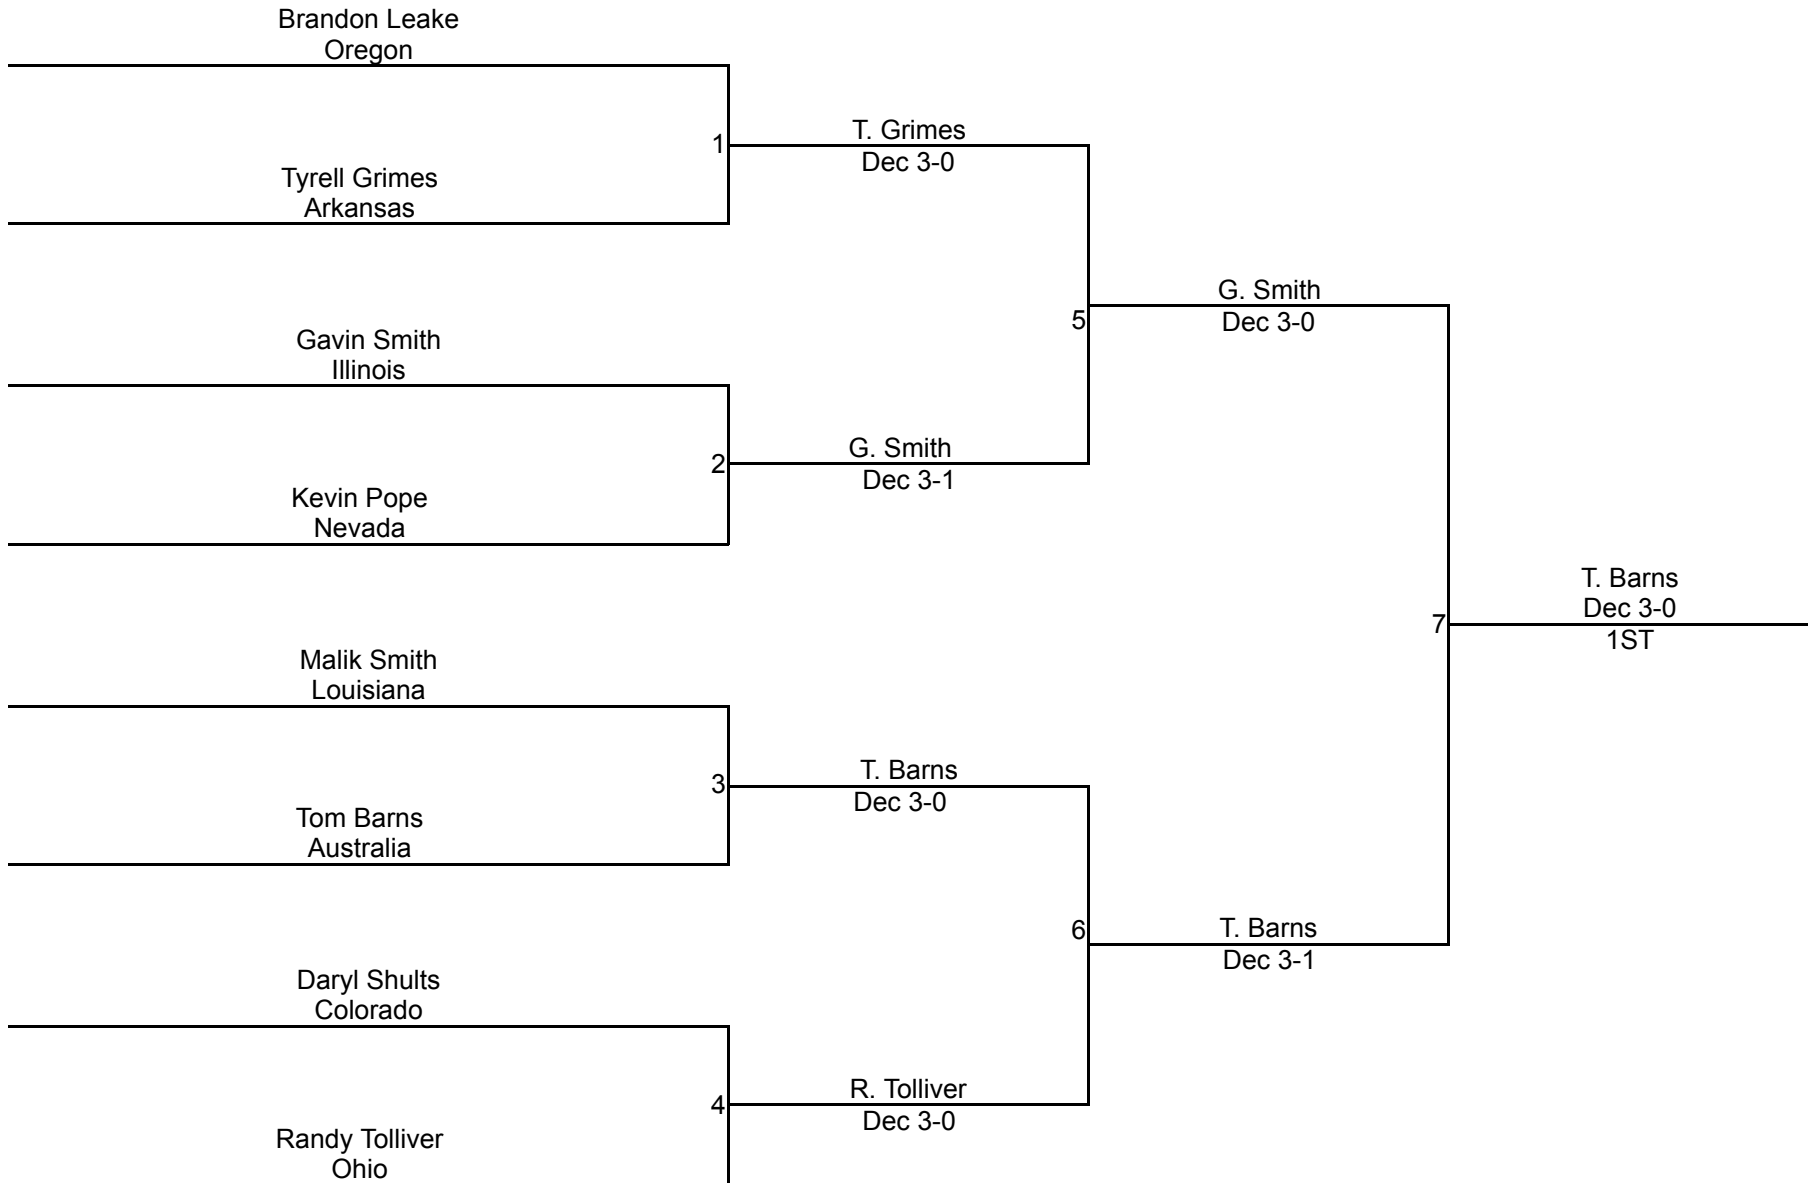 Brandon Leake
Oregon
1
T. Grimes
Dec 3-0
Tyrell Grimes
Arkansas
5
G. Smith
Dec 3-0
Gavin Smith
Illinois
2
G. Smith
Dec 3-1
Kevin Pope
Nevada
7
T. Barns
Dec 3-0
1ST
Malik Smith
Louisiana
3
T. Barns
Dec 3-0
Tom Barns
Australia
6
T. Barns
Dec 3-1
Daryl Shults
Colorado
4
R. Tolliver
Dec 3-0
Randy Tolliver
Ohio